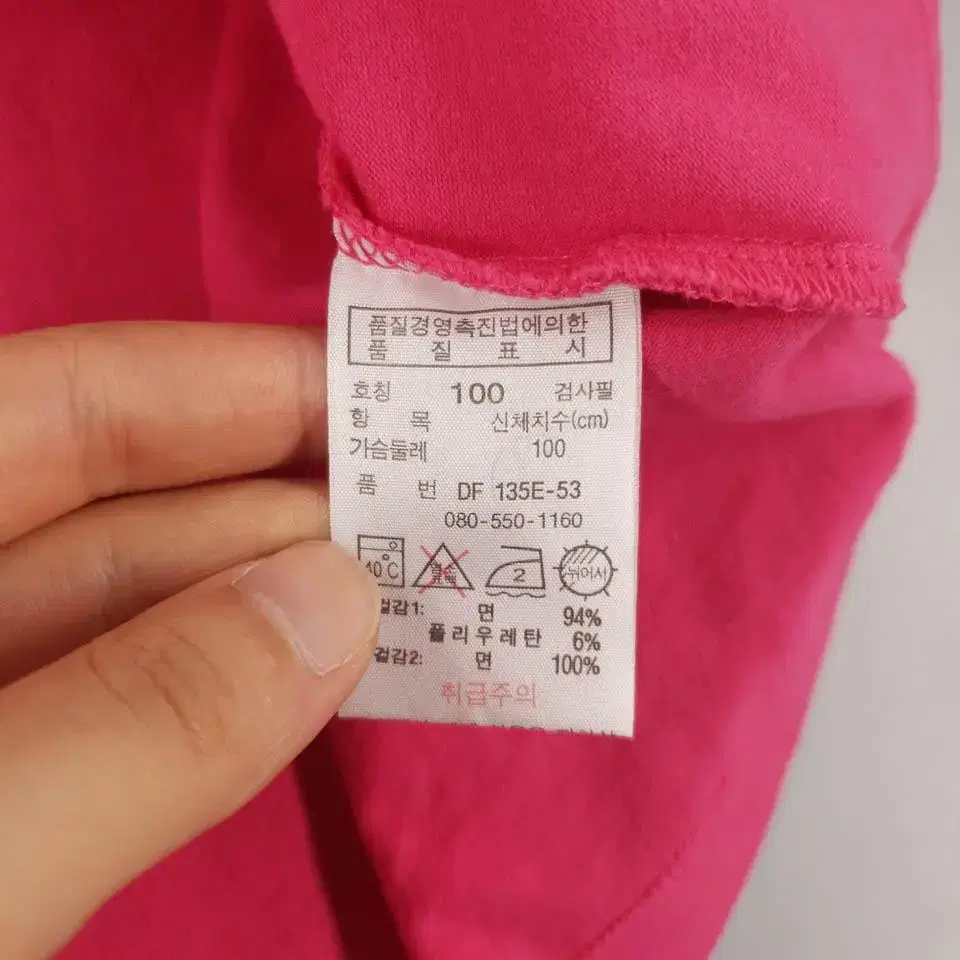 품질경영촉진법에의한
품 질 표 시
호칭 100 검사필
항 목 신체치수(cm)
가슴둘레 100
품 번 DF 135E-53
080-550-1160
40℃ 2 뉘어서
겉감1: 면 94%
폴리우레탄 6%
겉감2: 면 100%
취급주의